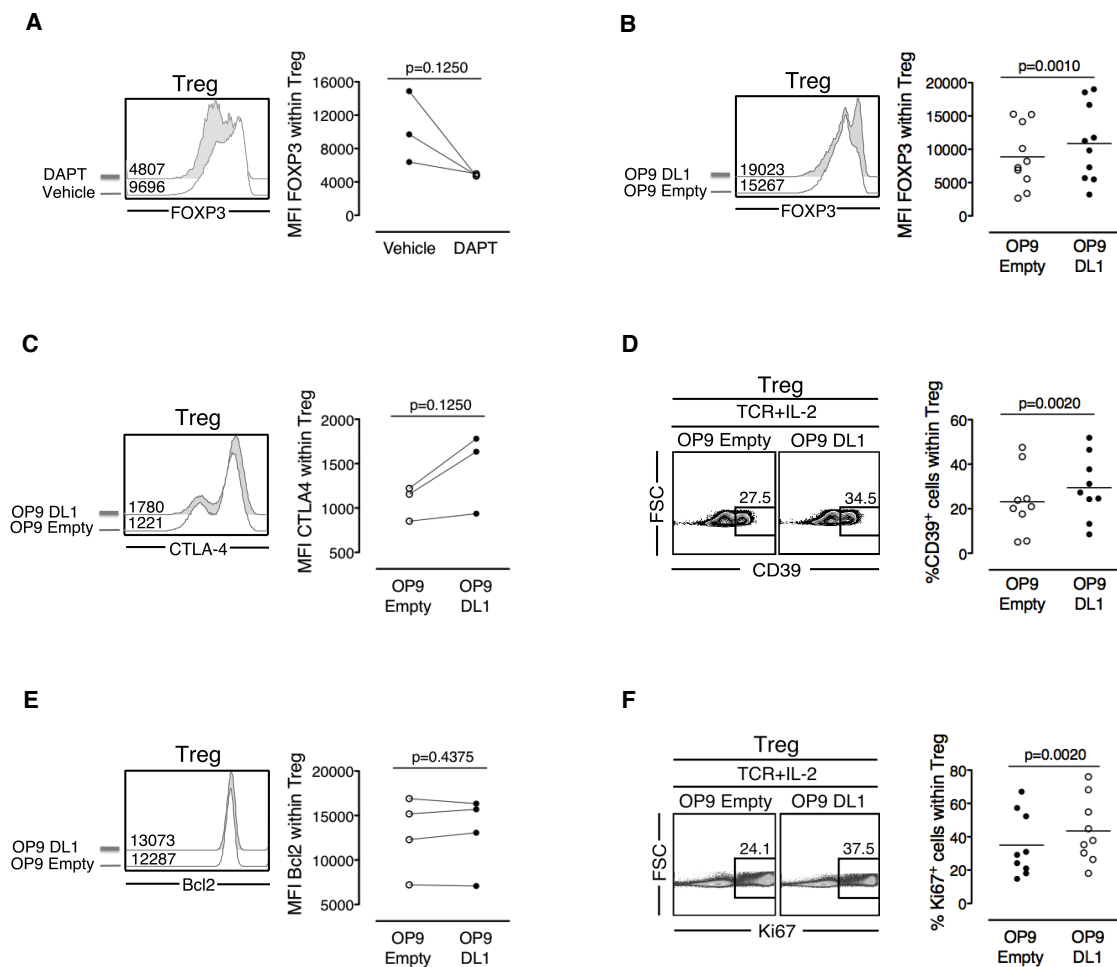 A
Treg
DAPT
Vehicle
4807
9696
FOXP3
MFI FOXP3 within Treg
p=0.1250
16000
12000
8000
4000
0
Vehicle DAPT
B
Treg
OP9 DL1
OP9 Empty
19023
15267
FOXP3
MFI FOXP3 within Treg
p=0.0010
20000
15000
10000
5000
0
OP9 OP9
Empty DL1
C
Treg
OP9 DL1
OP9 Empty
1780
1221
CTLA-4
MFI CTLA4 within Treg
p=0.1250
2000
1500
1000
500
OP9 OP9
Empty DL1
D
Treg
TCR+IL-2
OP9 Empty OP9 DL1
FSC
27.5 34.5
CD39
%CD39⁺ cells within Treg
p=0.0020
60
40
20
0
OP9 OP9
Empty DL1
E
Treg
OP9 DL1
OP9 Empty
13073
12287
Bcl2
MFI Bcl2 within Treg
p=0.4375
20000
15000
10000
5000
OP9 OP9
Empty DL1
F
Treg
TCR+IL-2
OP9 Empty OP9 DL1
FSC
24.1 37.5
Ki67
% Ki67⁺ cells within Treg
p=0.0020
80
60
40
20
0
OP9 OP9
Empty DL1